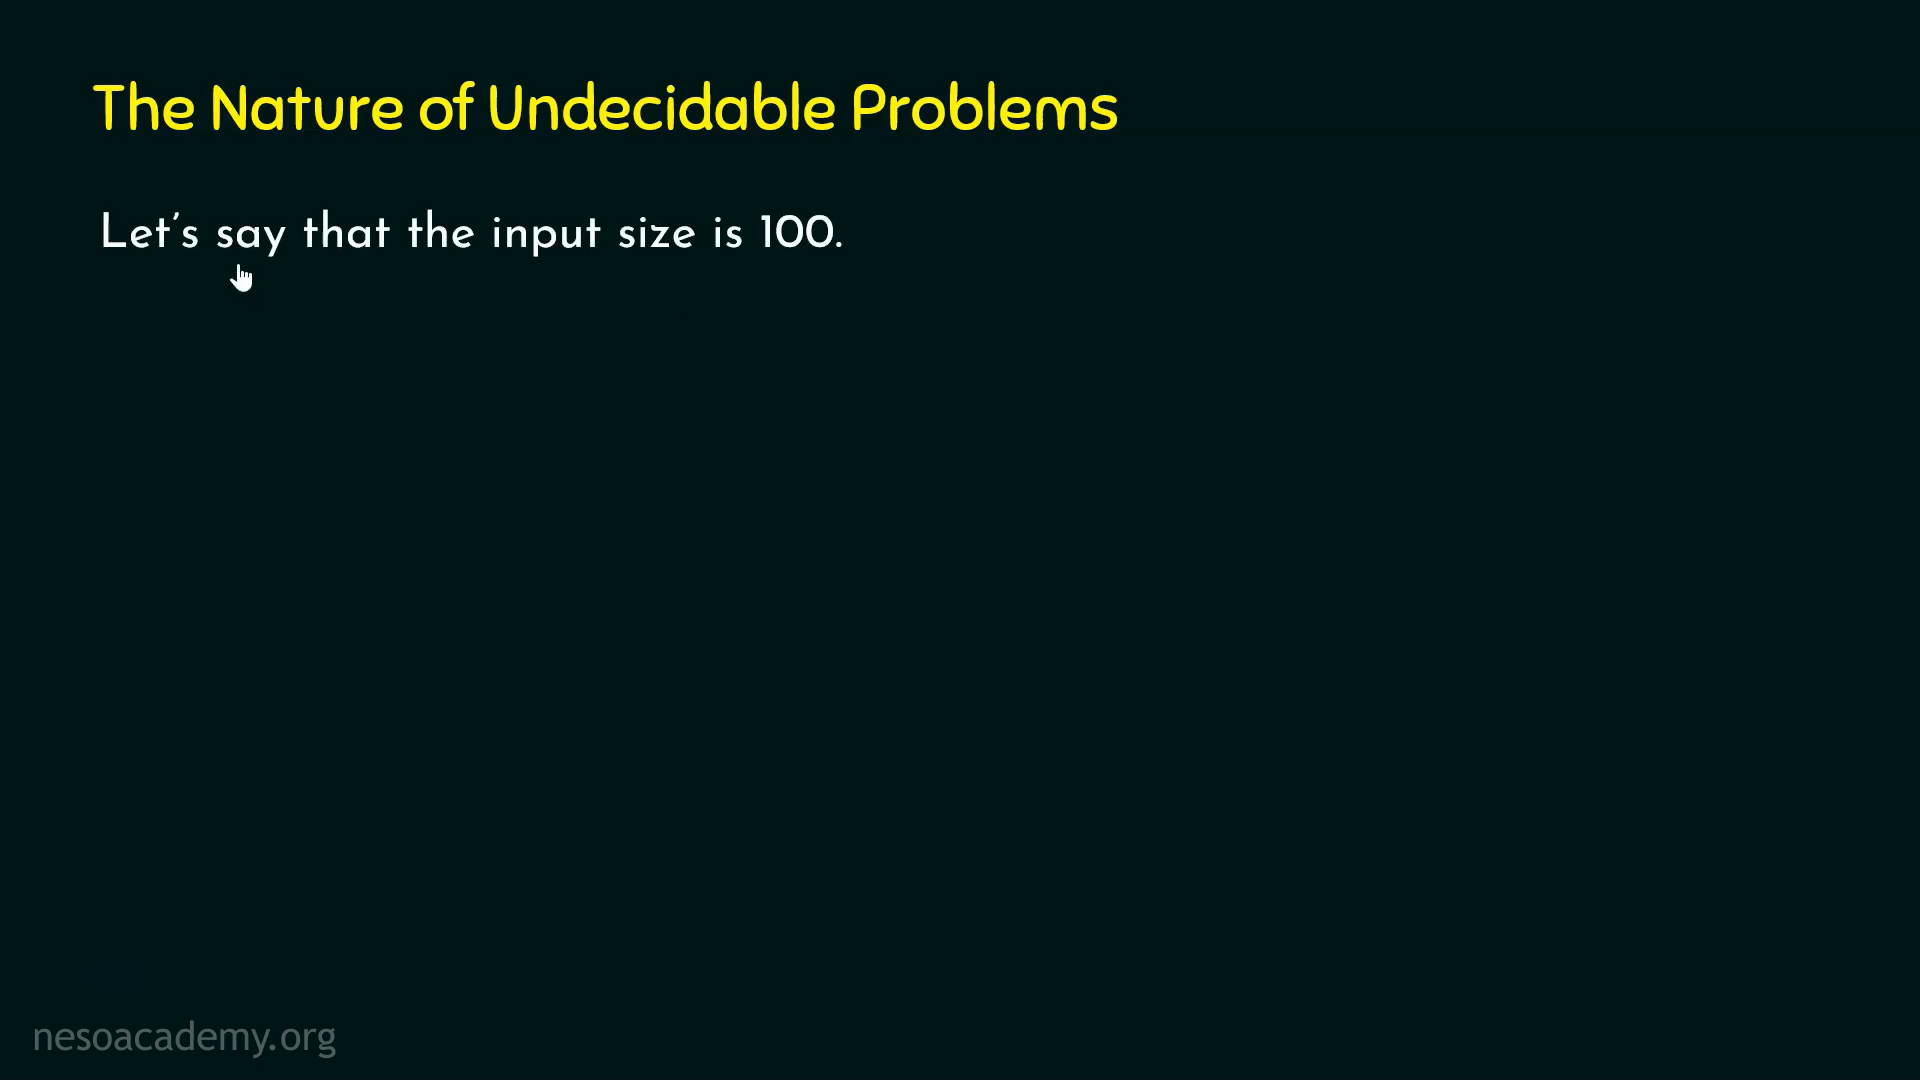 The Nature of Undecidable Problems
Let's say that the input size is 100.
nesoacademy.org